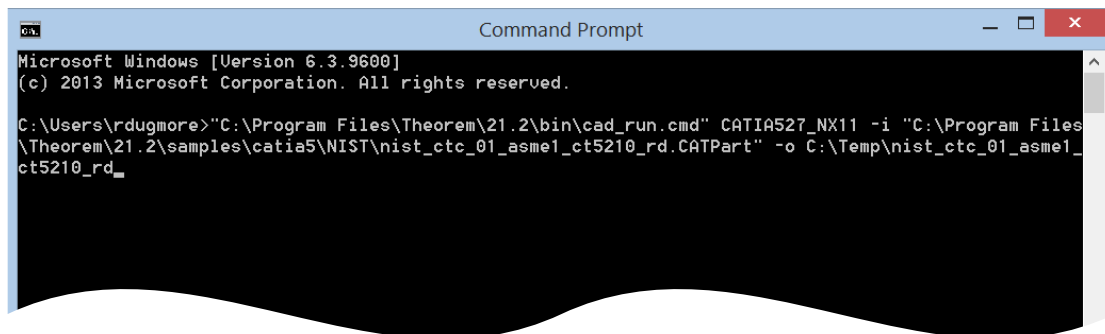 Command Prompt
Microsoft Windows [Version 6.3.9600]
(c) 2013 Microsoft Corporation. All rights reserved.
C:\Users\rdugmore>"C:\Program Files\Theorem\21.2\bin\cad_run.cmd" CATIA527_NX11 -i "C:\Program Files
\Theorem\21.2\samples\catia5\NIST\nist_ctc_01_asme1_ct5210_rd.CATPart" -o C:\Temp\nist_ctc_01_asme1_
ct5210_rd_